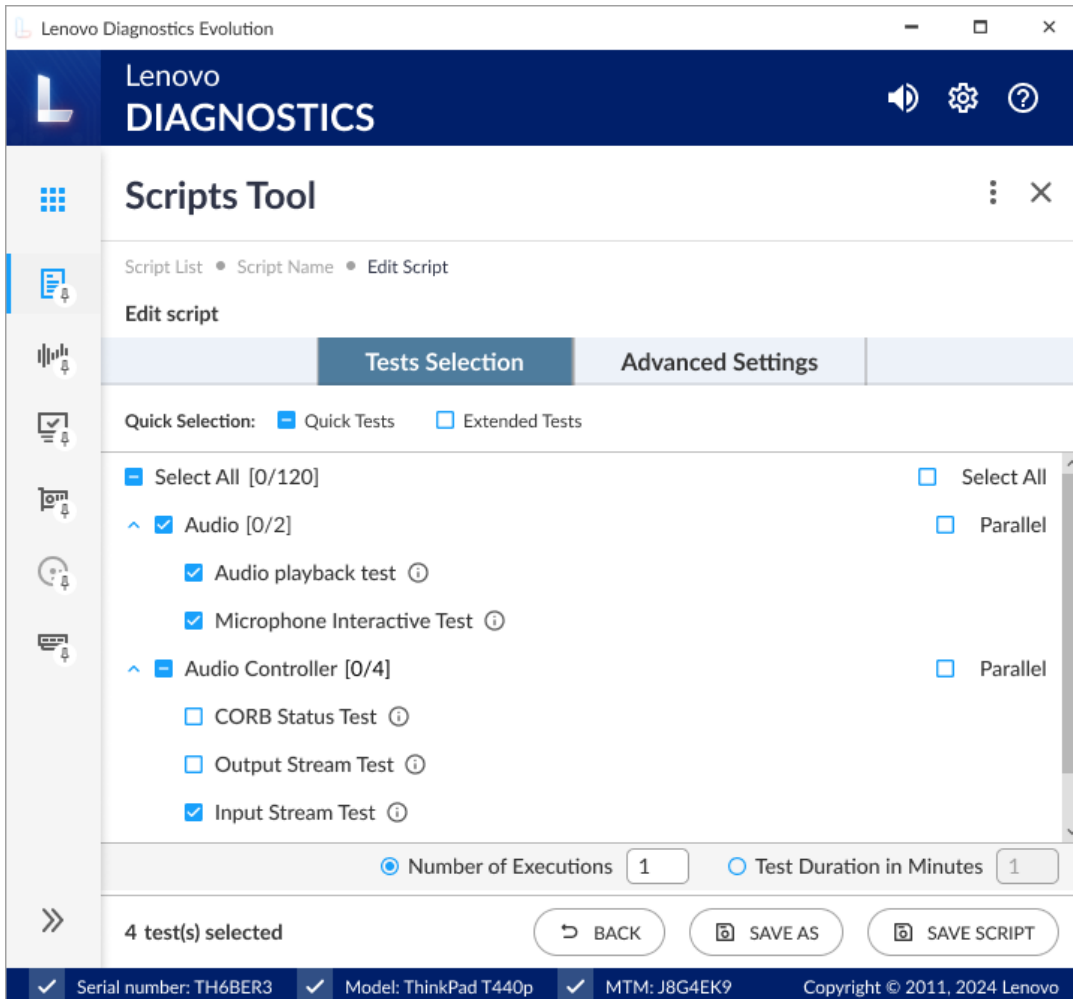 Lenovo Diagnostics Evolution
Lenovo
DIAGNOSTICS
Scripts Tool
Script List • Script Name • Edit Script
Edit script
Tests Selection Advanced Settings
Quick Selection: Quick Tests Extended Tests
Select All [0/120] Select All
Audio [0/2] Parallel
Audio playback test
Microphone Interactive Test
Audio Controller [0/4] Parallel
CORB Status Test
Output Stream Test
Input Stream Test
Number of Executions 1 Test Duration in Minutes 1
4 test(s) selected BACK SAVE AS SAVE SCRIPT
Serial number: TH6BER3 Model: ThinkPad T440p MTM: J8G4EK9 Copyright © 2011, 2024 Lenovo